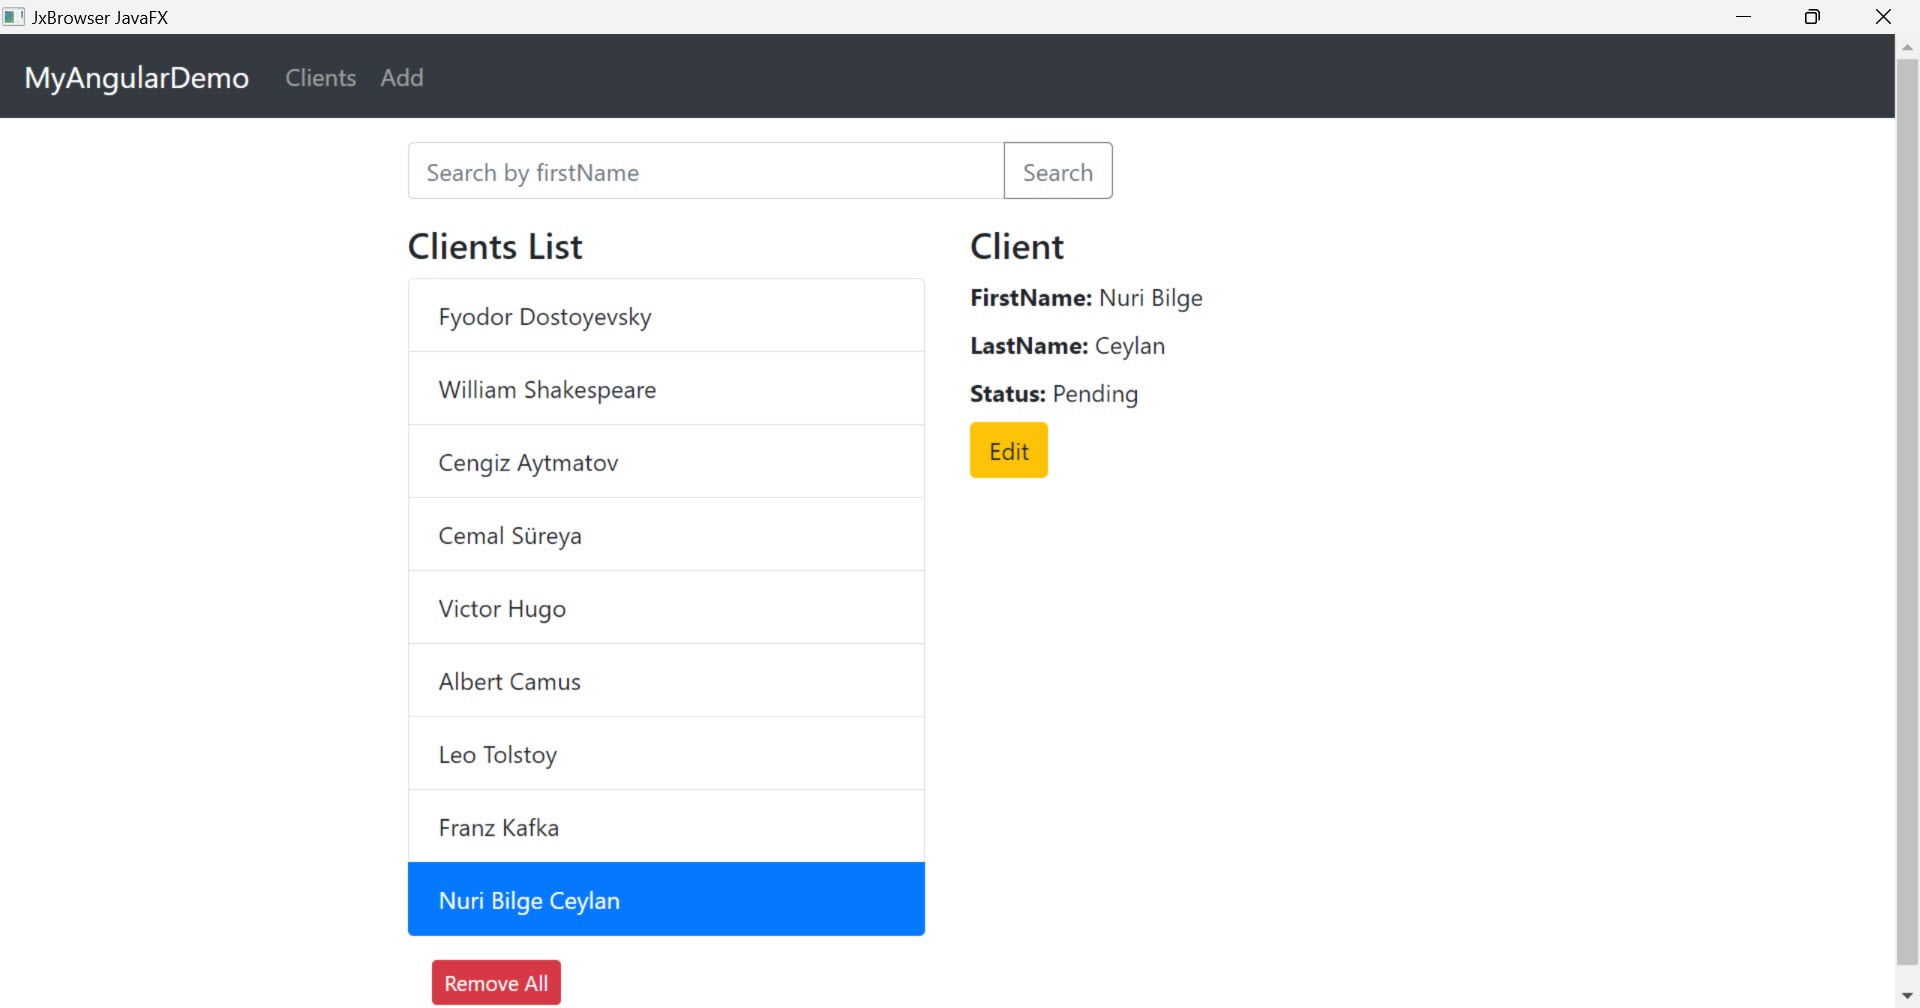 JxBrowser JavaFX
MyAngularDemo Clients Add
Search by firstName Search
Clients List
Fyodor Dostoyevsky
William Shakespeare
Cengiz Aytmatov
Cemal Süreya
Victor Hugo
Albert Camus
Leo Tolstoy
Franz Kafka
Nuri Bilge Ceylan
Remove All
Client
FirstName: Nuri Bilge
LastName: Ceylan
Status: Pending
Edit